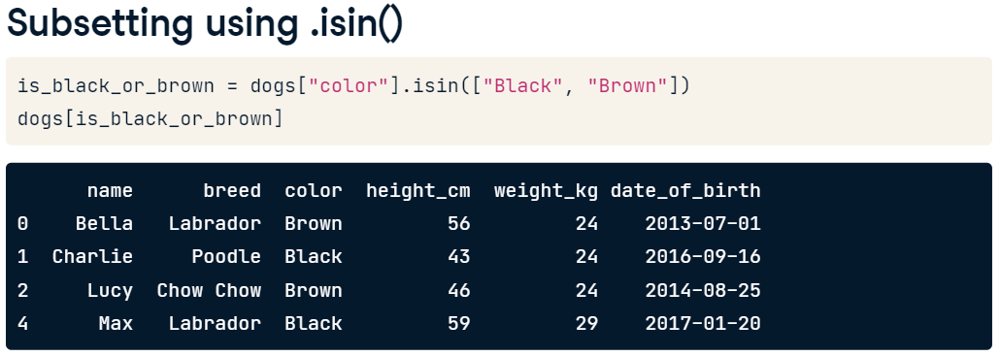 Subsetting using .isin()
is_black_or_brown = dogs["color"].isin(["Black", "Brown"])
dogs[is_black_or_brown]
name breed color height_cm weight_kg date_of_birth
0 Bella Labrador Brown 56 24 2013-07-01
1 Charlie Poodle Black 43 24 2016-09-16
2 Lucy Chow Chow Brown 46 24 2014-08-25
4 Max Labrador Black 59 29 2017-01-20